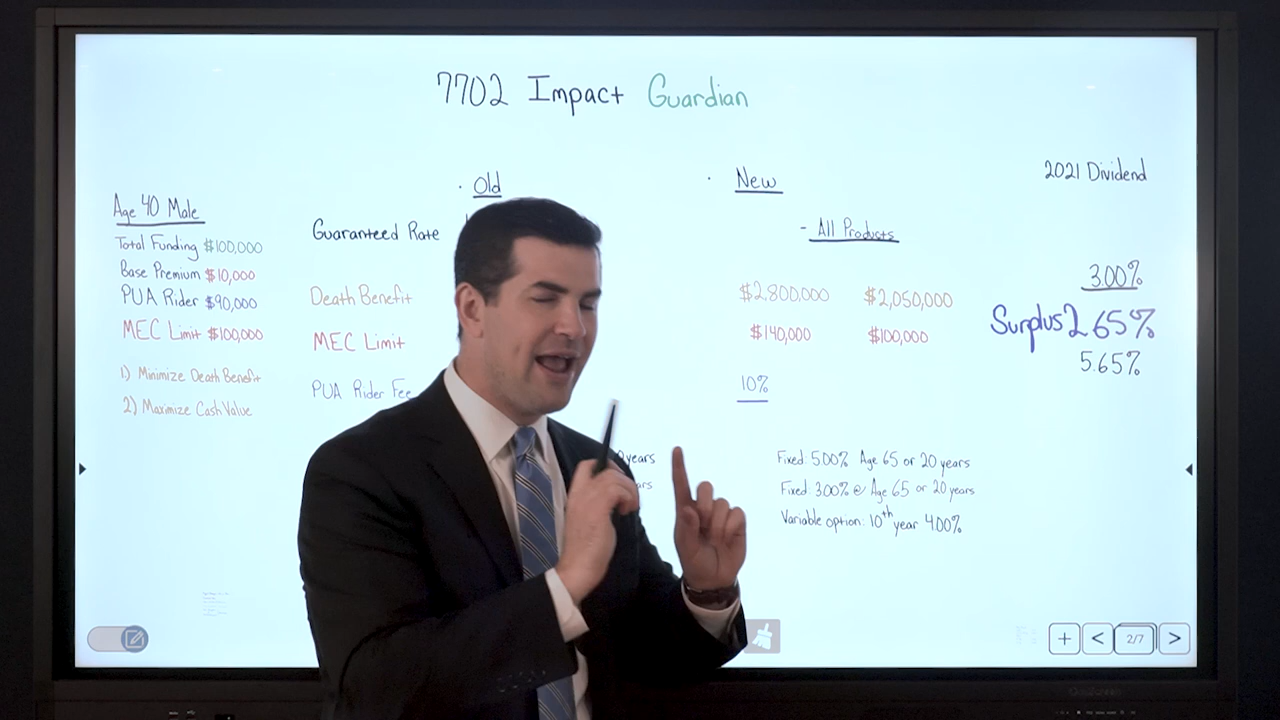 7702 Impact Guardian
2021 Dividend
Old
New
Age 40 Male
Guaranteed Rate
- All Products
Total Funding $100,000
Base Premium $10,000
3.00%
PUA Rider $90,000
Death Benefit
$2,800,000 $2,050,000
Surplus 2.65%
MEC Limit $100,000
MEC Limit
$140,000 $100,000
5.65%
1) Minimize Death Benefit
PUA Rider Fee
10%
2) Maximize Cash Value
years
Fixed: 5.00% Age 65 or 20 years
Fixed: 3.00% @ Age 65 or 20 years
Variable option: 10th year 4.00%
+ < 2/7 >